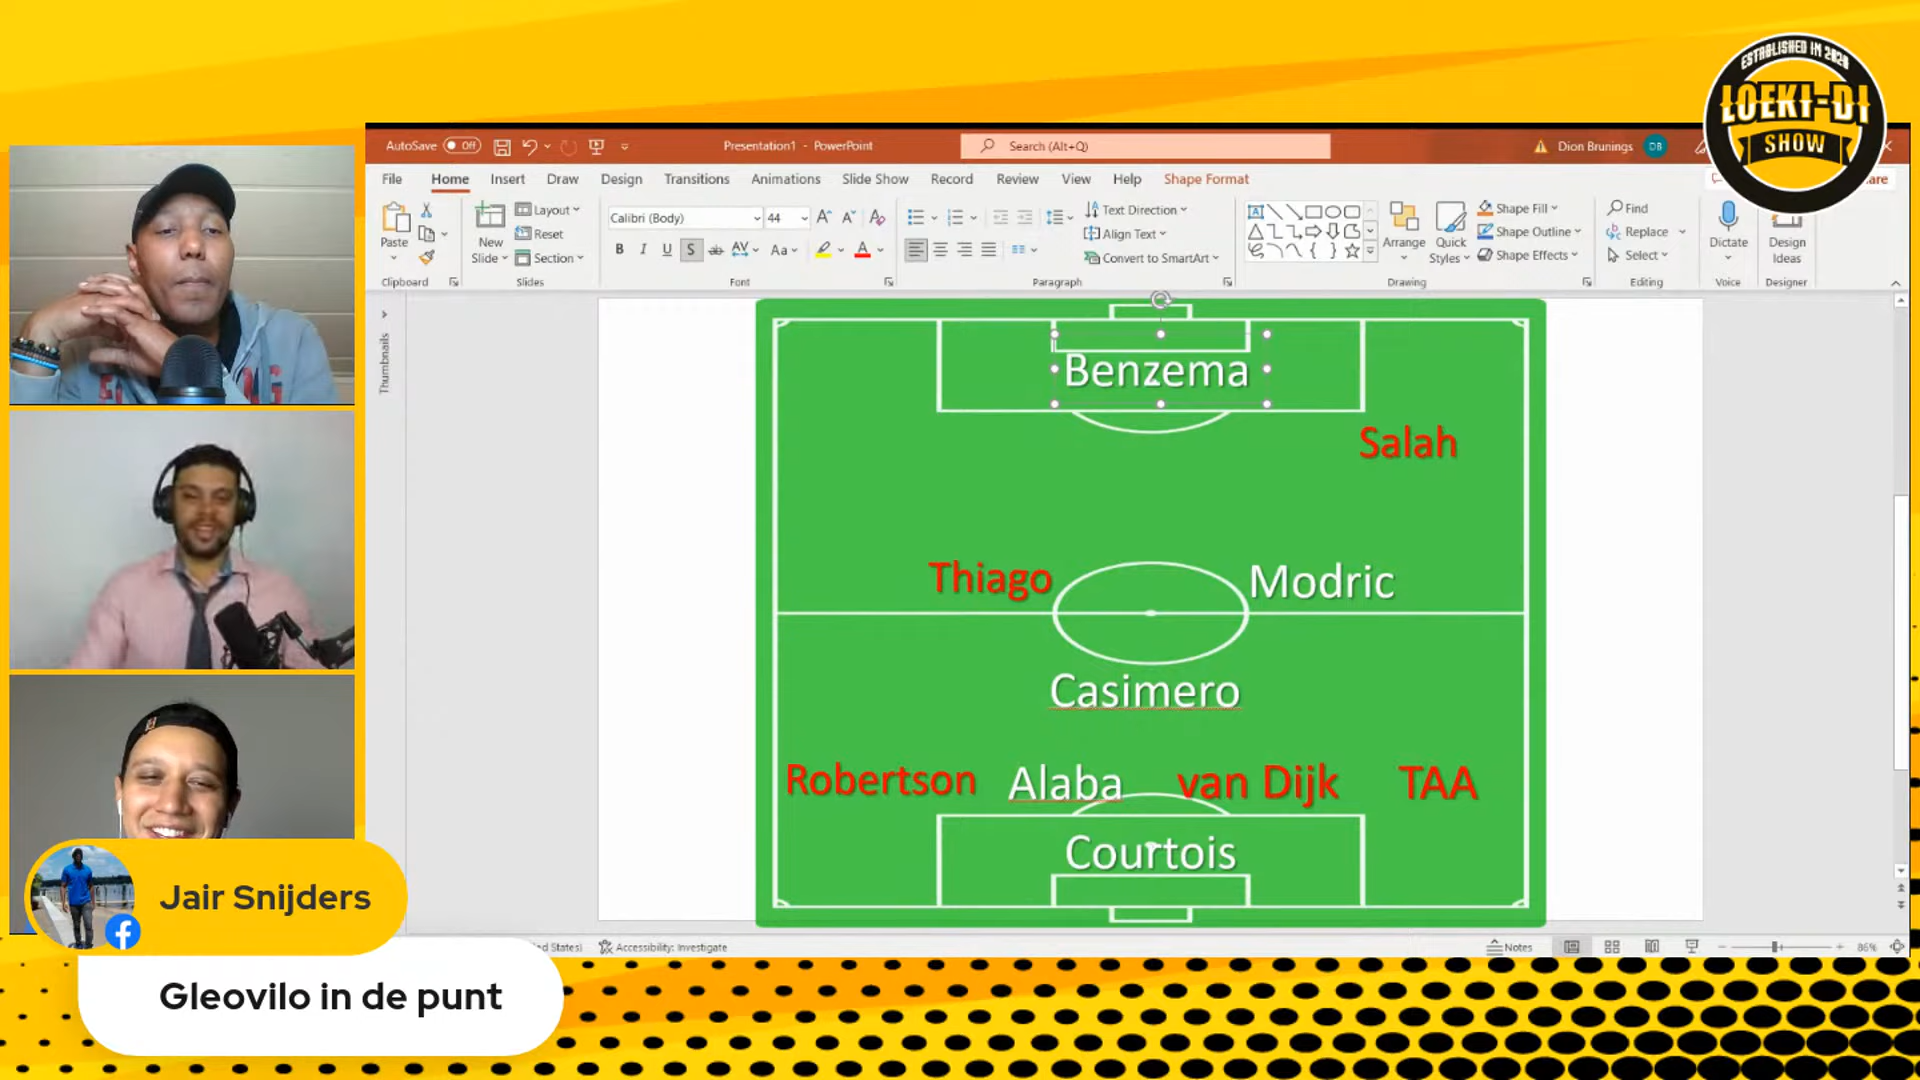 ESTABLISHED IN 2020
LOEKI-DI
SHOW
AutoSave Off
Presentation1 - PowerPoint
Search (Alt+Q)
Dion Brunings DB
File Home Insert Draw Design Transitions Animations Slide Show Record Review View Help Shape Format
are
Paste
New
Slide
Layout
Reset
Section
Calibri (Body) 44
Text Direction
Align Text
Convert to SmartArt
Arrange
Quick
Styles
Shape Fill
Shape Outline
Shape Effects
Find
Replace
Select
Dictate
Design
Ideas
Clipboard Slides Font Paragraph Drawing Editing Voice Designer
Thumbnails
Benzema
Salah
Thiago Modric
Casimero
Robertson Alaba van Dijk TAA
Courtois
Jair Snijders
ed States) Accessibility: Investigate Notes 86%
Gleovilo in de punt